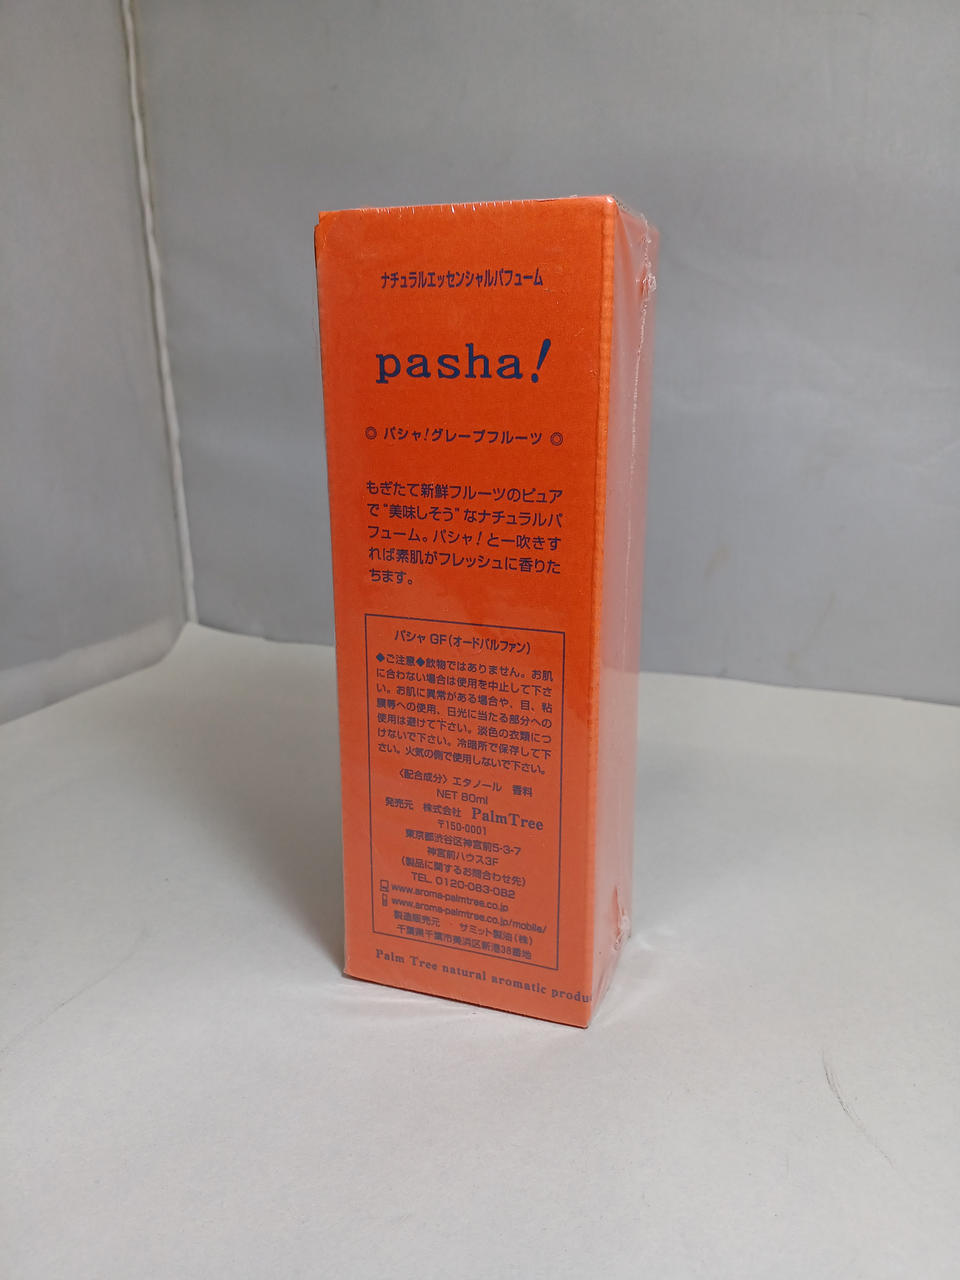 ナチュラルエッセンシャルパフューム
pasha!
◎ パシャ!グレープフルーツ ◎
もぎたて新鮮フルーツのピュア
で“美味しそう”なナチュラルパ
フューム。パシャ!と一吹きす
れば素肌がフレッシュに香りた
ちます。
パシャ GF(オードパルファン)
◆ご注意◆飲物ではありません。お肌
に合わない場合は使用を中止して下さ
い。お肌に異常がある場合や、目、粘
膜等への使用、日光に当たる部分への
使用は避けて下さい。淡色の衣類につ
けないで下さい。冷暗所で保存して下
さい。火気の側で使用しないで下さい。
〈配合成分〉エタノール 香料
NET 80ml
発売元 株式会社 PalmTree
〒150-0001
東京都渋谷区神宮前5-3-7
神宮前ハウス3F
(製品に関するお問合わせ先)
TEL. 0120-083-082
www.aroma-palmtree.co.jp
www.aroma-palmtree.co.jp/mobile/
製造販売元 ・ サミット製油(株)
千葉県千葉市美浜区新港38番地
Palm Tree natural aromatic produ